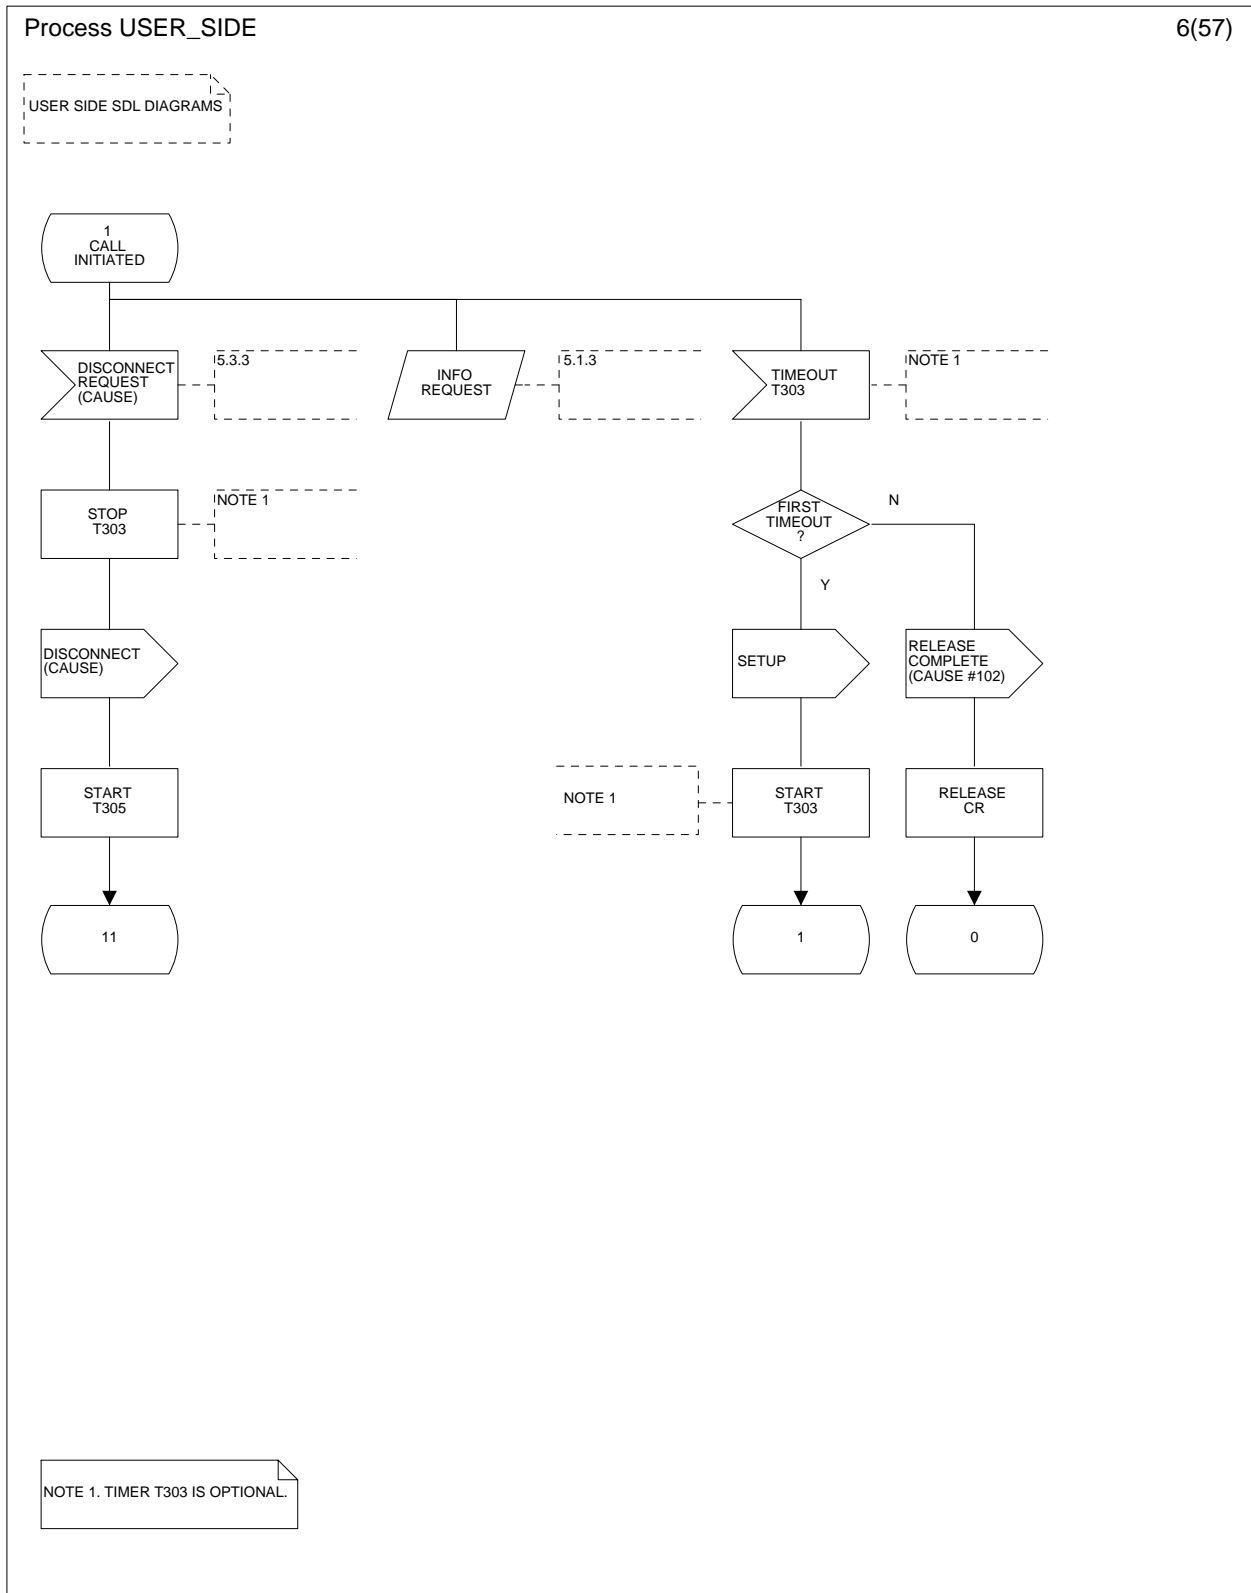 Process USER_SIDE
6(57)
USER SIDE SDL DIAGRAMS
1
CALL
INITIATED
DISCONNECT
REQUEST
(CAUSE)
5.3.3
INFO
REQUEST
5.1.3
TIMEOUT
T303
NOTE 1
STOP
T303
NOTE 1
FIRST
TIMEOUT
?
N
Y
DISCONNECT
(CAUSE)
SETUP
RELEASE
COMPLETE
(CAUSE #102)
START
T305
NOTE 1
START
T303
RELEASE
CR
11
1
0
NOTE 1. TIMER T303 IS OPTIONAL.